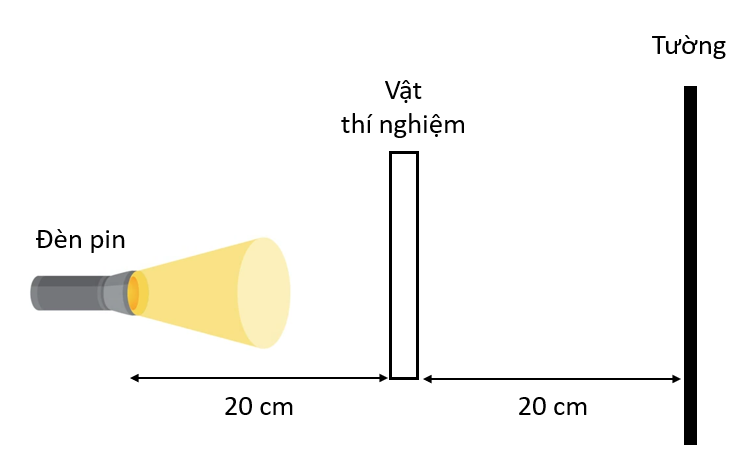 Tường
Vật
thí nghiệm
Đèn pin
20 cm
20 cm